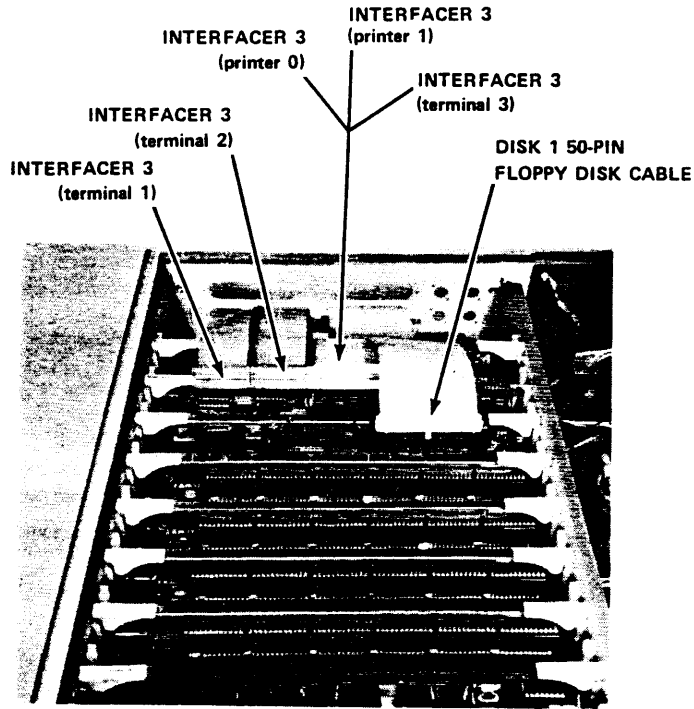 INTERFACER 3
(printer 1)
INTERFACER 3
(printer 0)
INTERFACER 3
(terminal 3)
INTERFACER 3
(terminal 2)
DISK 1 50-PIN
FLOPPY DISK CABLE
INTERFACER 3
(terminal 1)